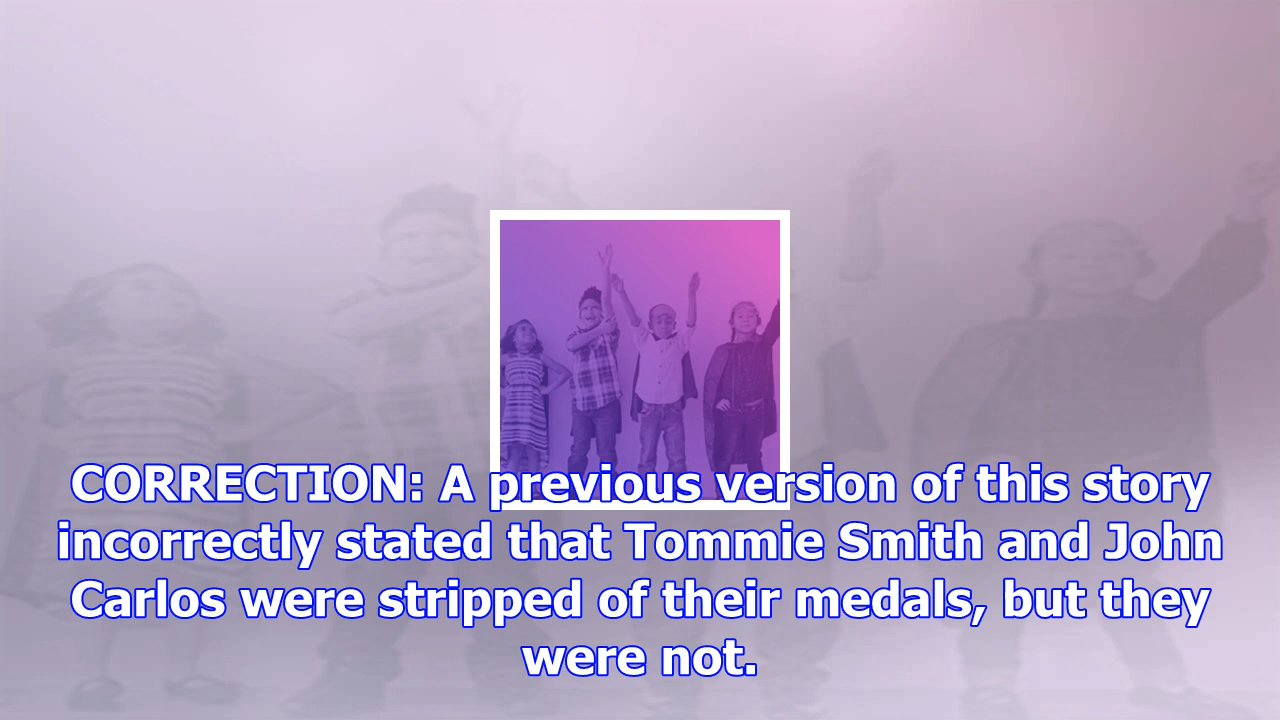 CORRECTION: A previous version of this story
incorrectly stated that Tommie Smith and John
Carlos were stripped of their medals, but they
were not.